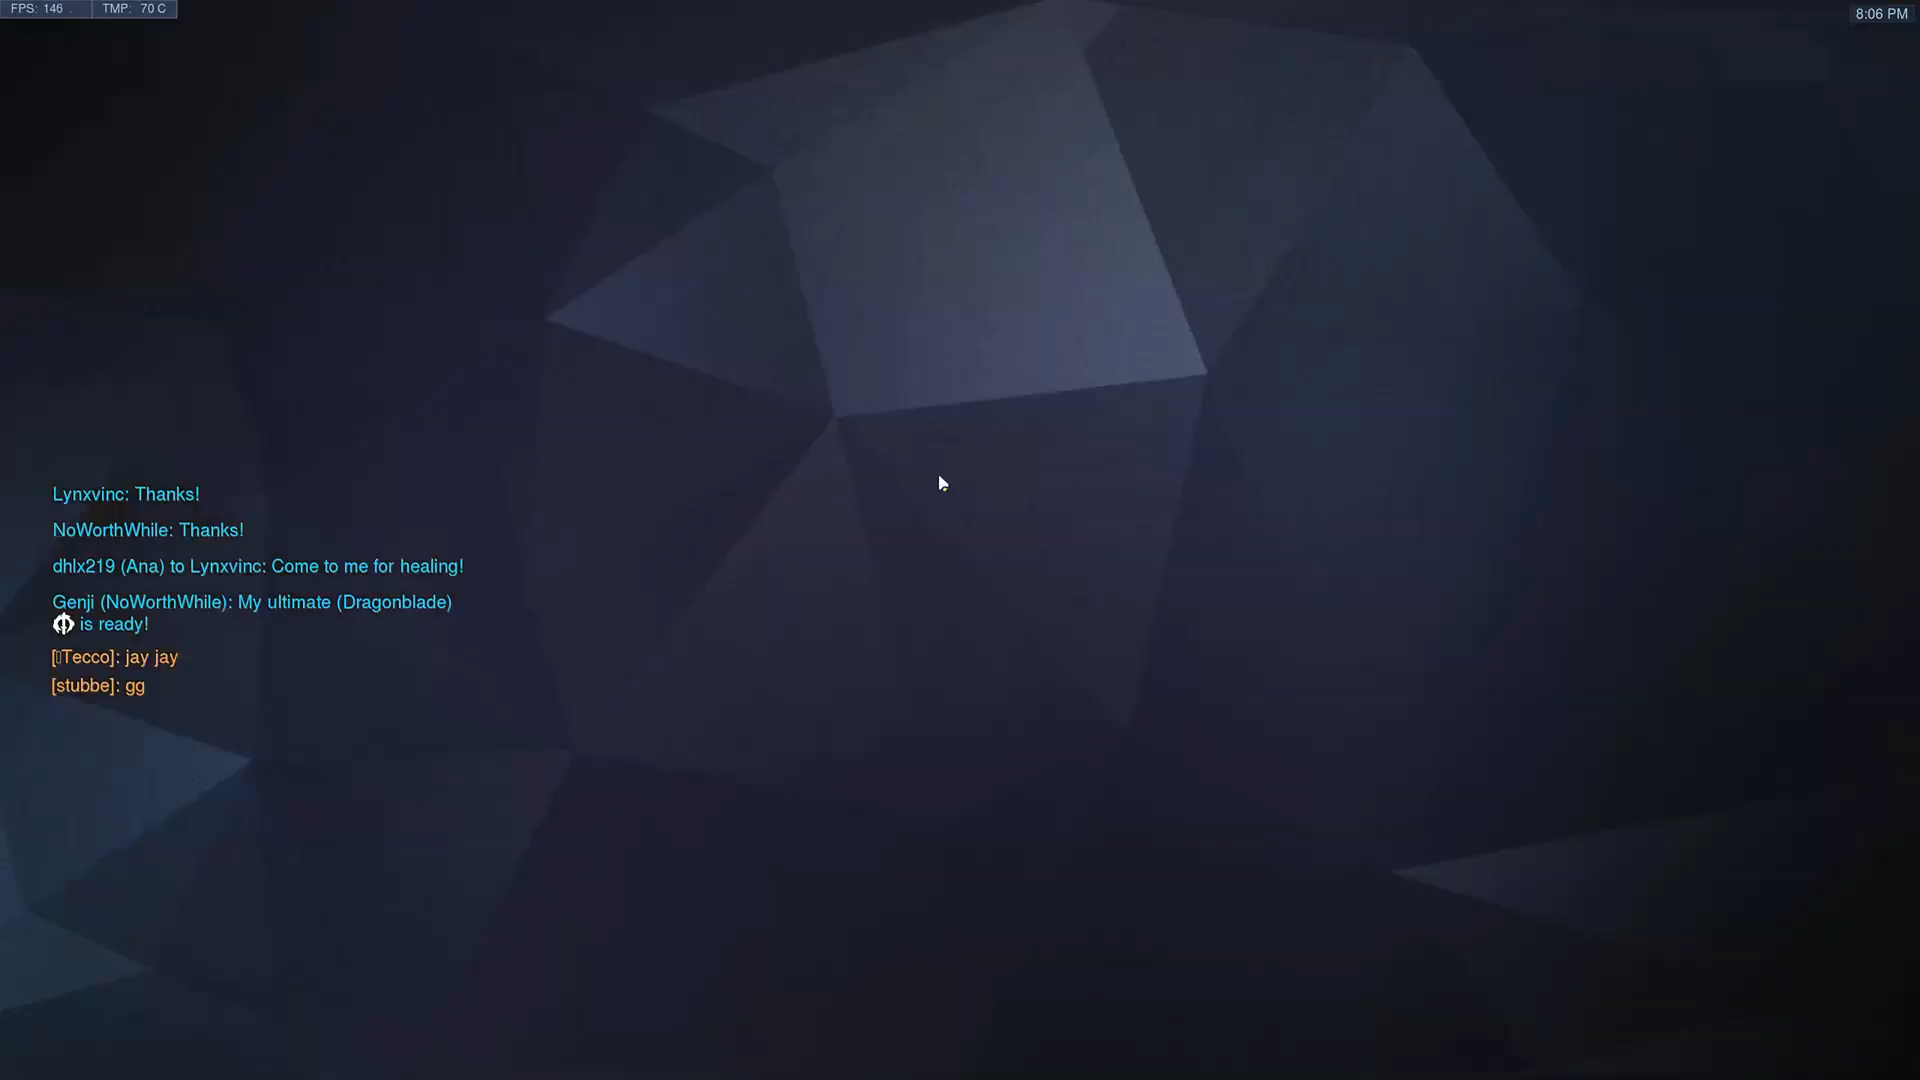 FPS: 146 . TMP: 70 C
8:06 PM
Lynxvinc: Thanks!
NoWorthWhile: Thanks!
dhlx219 (Ana) to Lynxvinc: Come to me for healing!
Genji (NoWorthWhile): My ultimate (Dragonblade)
is ready!
[▯Tecco]: jay jay
[stubbe]: gg